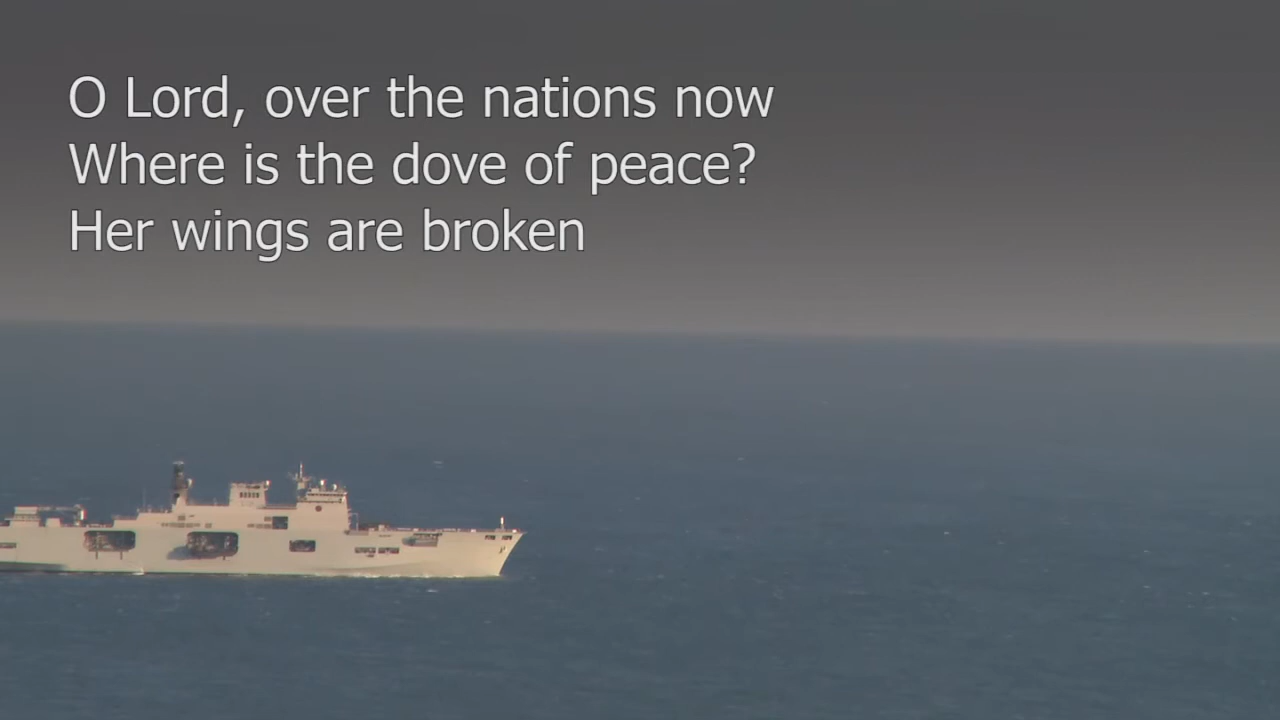 O Lord, over the nations now
Where is the dove of peace?
Her wings are broken